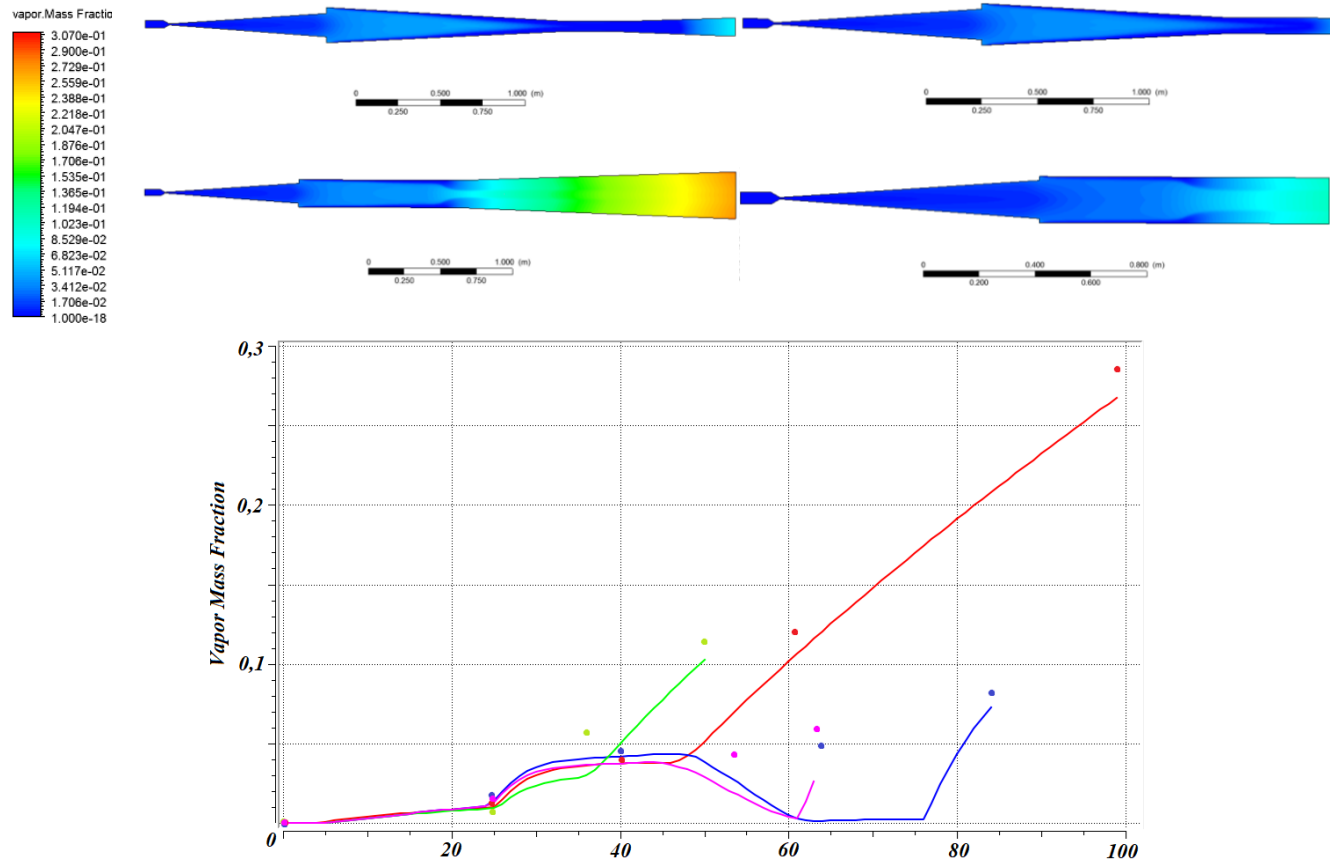 vapor.Mass Fractio
3.070e-01
2.900e-01
2.729e-01
2.559e-01
2.388e-01
2.218e-01
2.047e-01
1.876e-01
1.706e-01
1.535e-01
1.365e-01
1.194e-01
1.023e-01
8.529e-02
6.823e-02
5.117e-02
3.412e-02
1.706e-02
1.000e-18
0 0.500 1.000 (m)
0.250 0.750
0 0.500 1.000 (m)
0.250 0.750
0 0.500 1.000 (m)
0.250 0.750
0 0.400 0.800 (m)
0.200 0.600
0,3
0,2
0,1
Vapor Mass Fraction
0 20 40 60 80 100